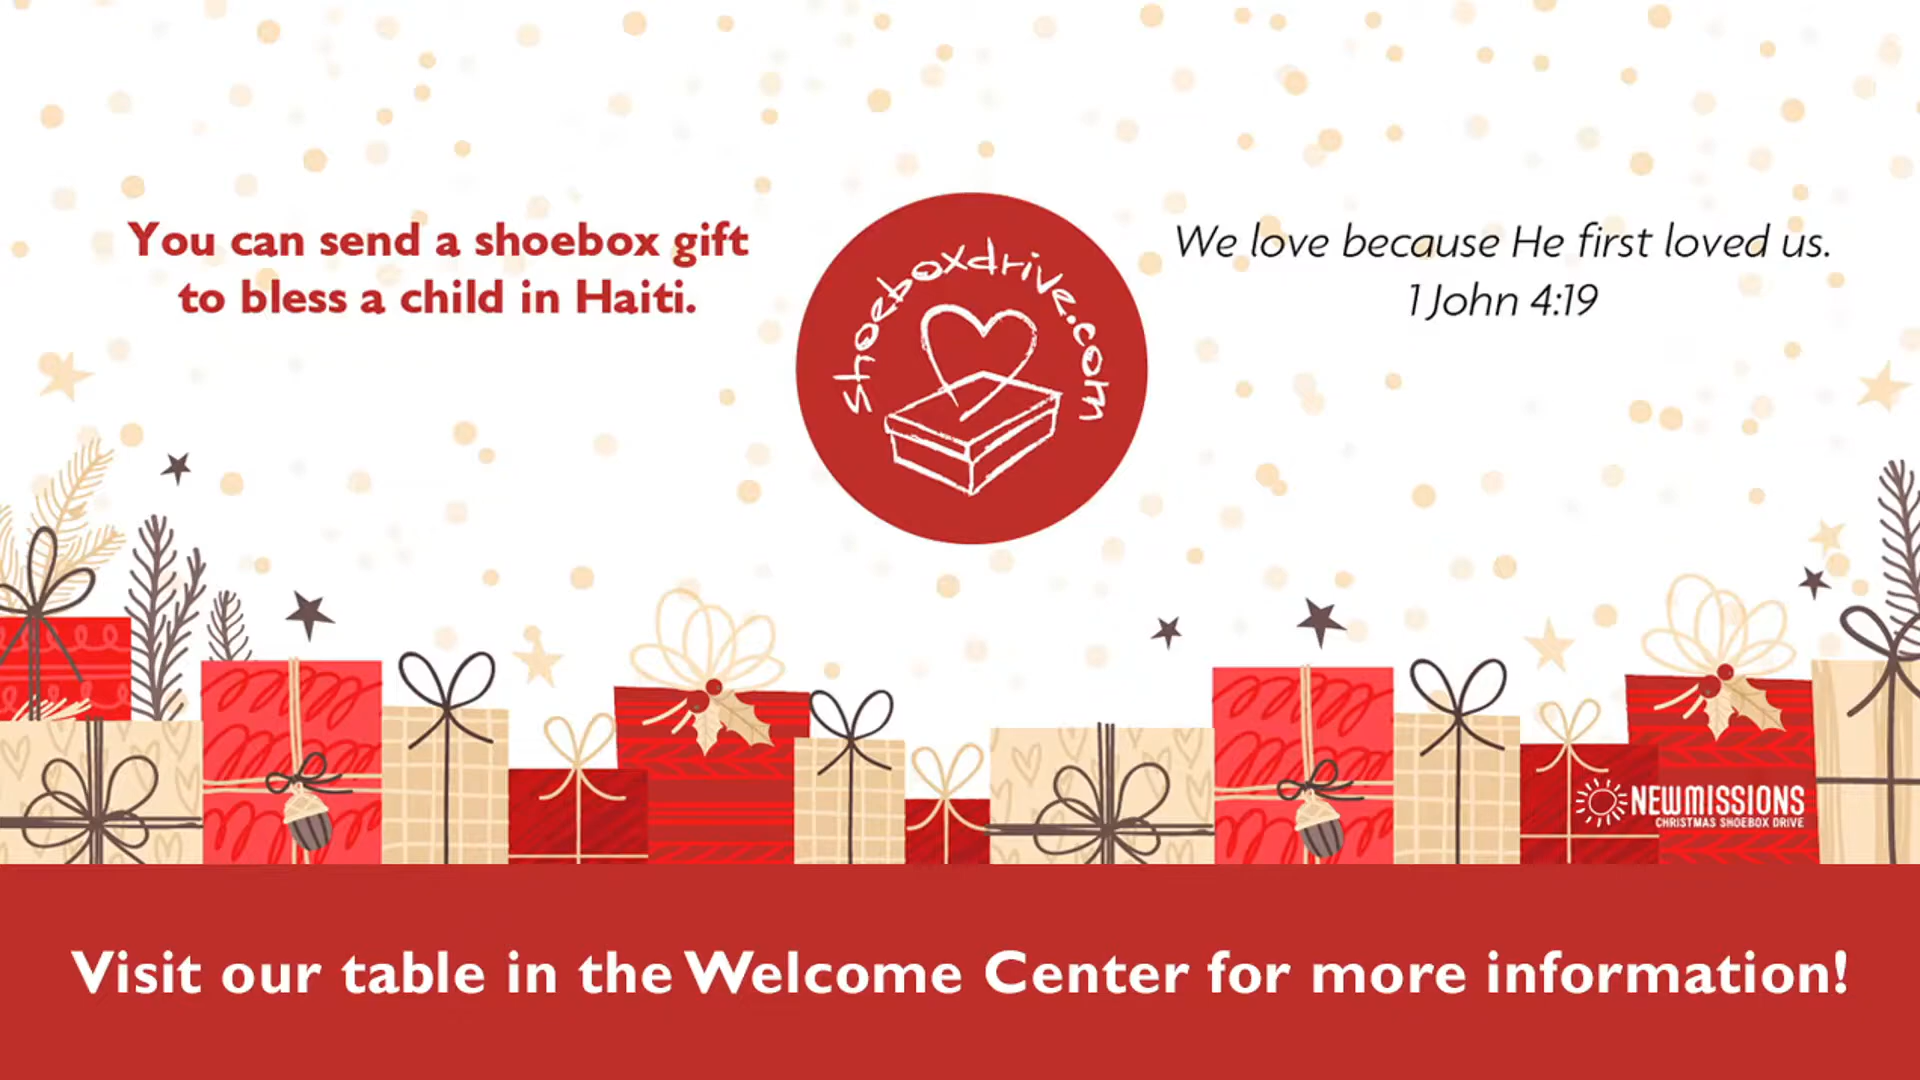 You can send a shoebox gift
to bless a child in Haiti.
shoeboxdrive.com
We love because He first loved us.
1 John 4:19
NEWMISSIONS
CHRISTMAS SHOEBOX DRIVE
Visit our table in the Welcome Center for more information!